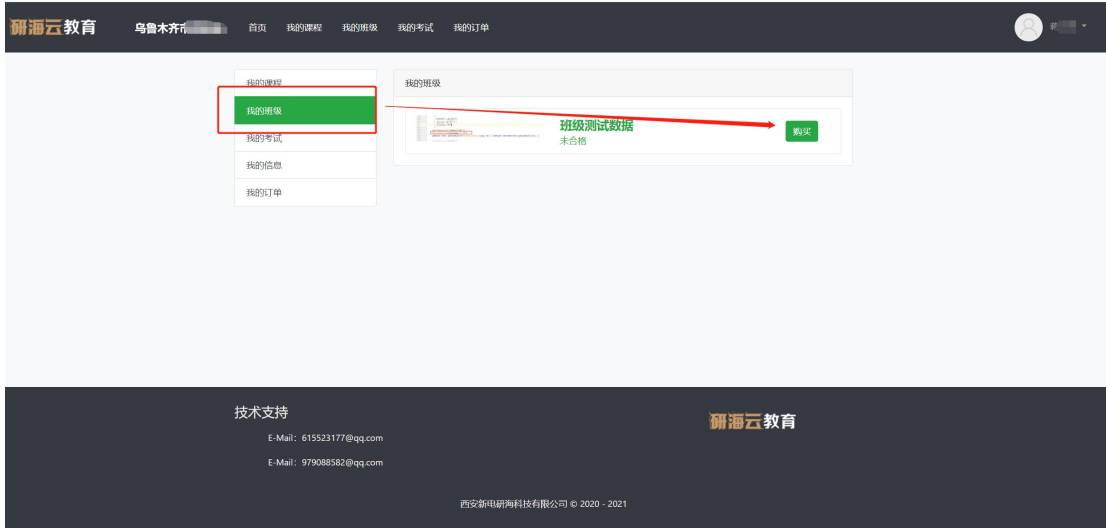 研海云教育 乌鲁木齐市 首页 我的课程 我的班级 我的考试 我的订单
我的课程
我的班级
我的考试
我的信息
我的订单
我的班级
班级测试数据
未合格
购买
技术支持
E-Mail：615523177@qq.com
E-Mail：979088582@qq.com
研海云教育
西安新电研海科技有限公司 © 2020 - 2021